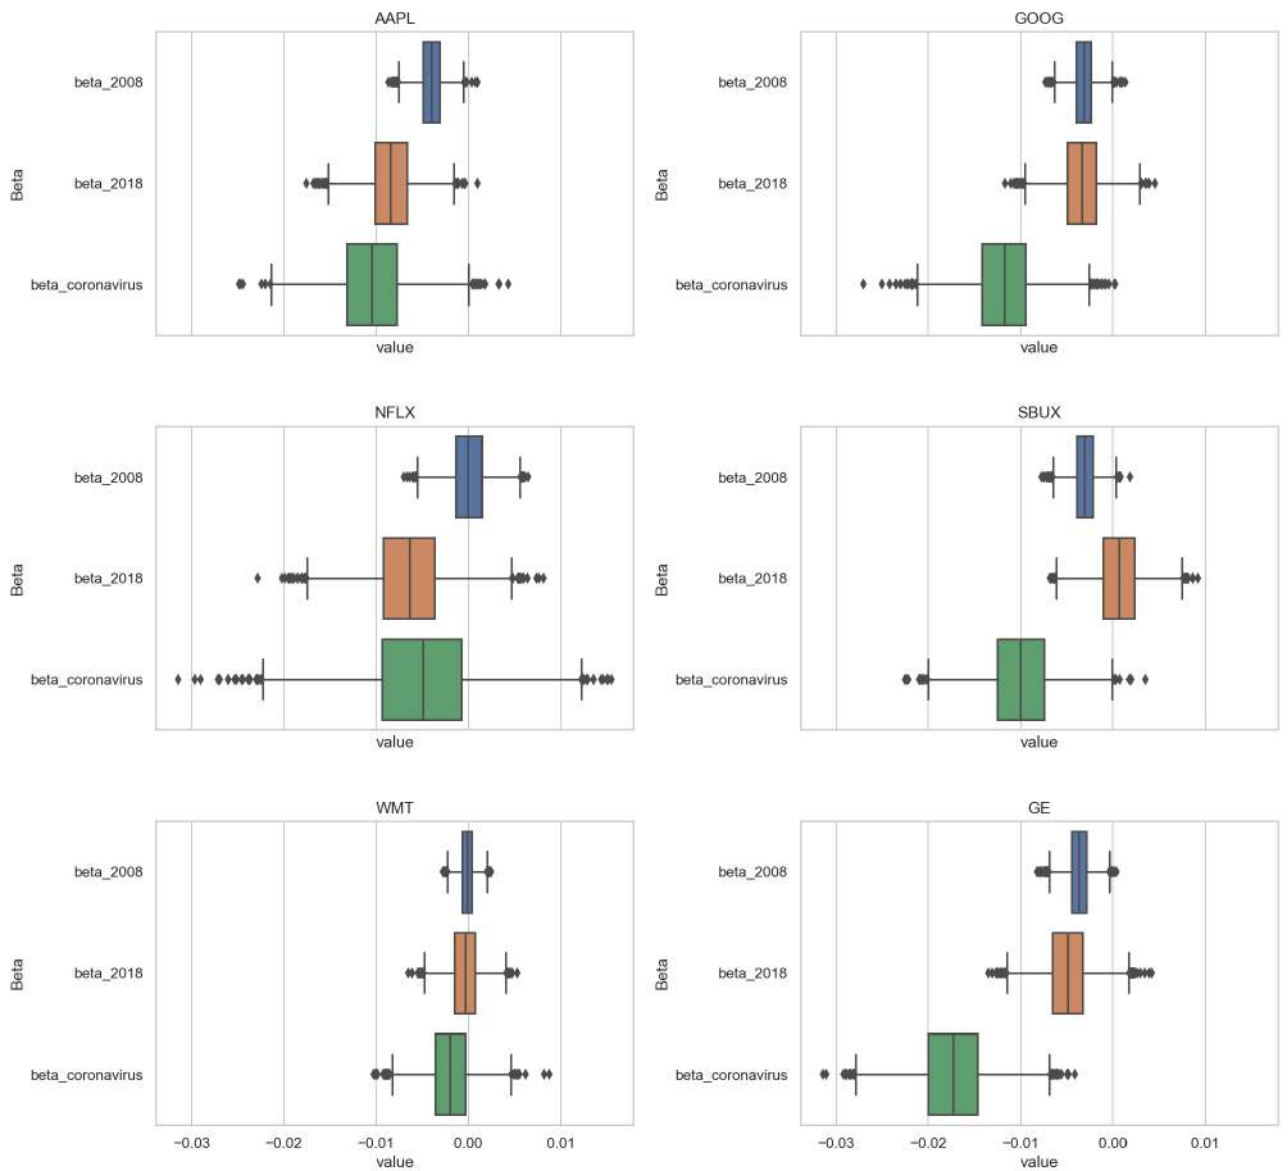 AAPL
Beta
beta_2008
beta_2018
beta_coronavirus
value
GOOG
Beta
beta_2008
beta_2018
beta_coronavirus
value
NFLX
Beta
beta_2008
beta_2018
beta_coronavirus
value
SBUX
Beta
beta_2008
beta_2018
beta_coronavirus
value
WMT
Beta
beta_2008
beta_2018
beta_coronavirus
−0.03 −0.02 −0.01 0.00 0.01
value
GE
Beta
beta_2008
beta_2018
beta_coronavirus
−0.03 −0.02 −0.01 0.00 0.01
value